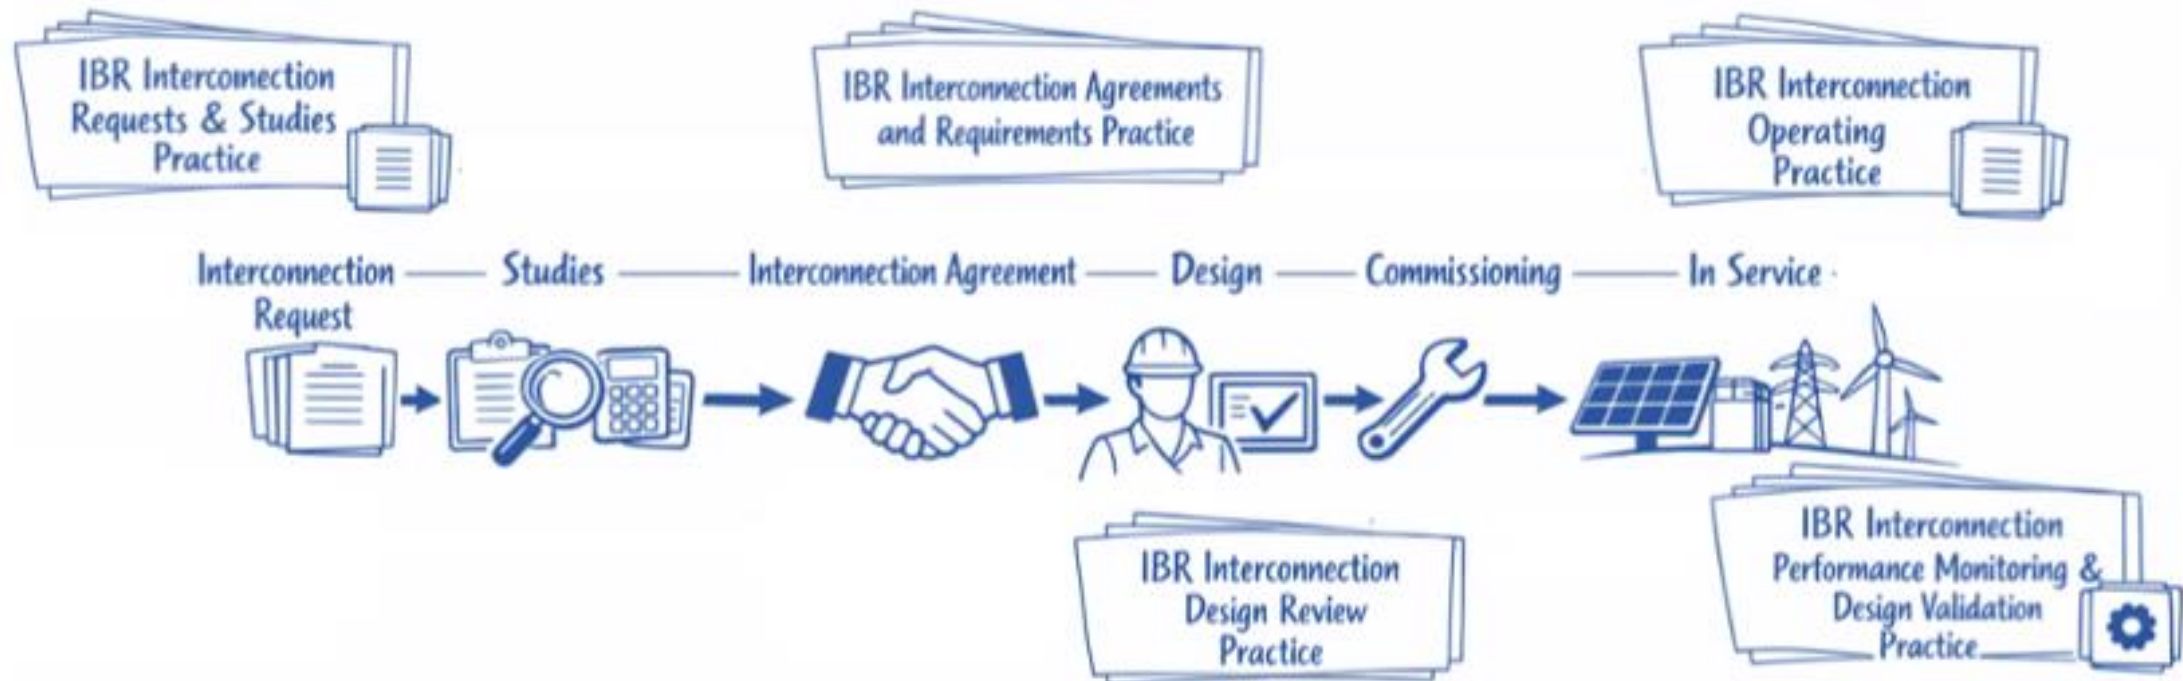 IBR Intercoınection
Requests & Studies
Practice
IBR Interconnection Agreements
and Requirements Practice
IBR Interconnection
Operating
Practice
Interconnection
Request
Studies
Interconnection Agreement
Design
Commissioning
In Service
IBR Interconnection
Design Review
Practice
IBR Interconnection
Performance Monitoring &
Design Validation
Practice